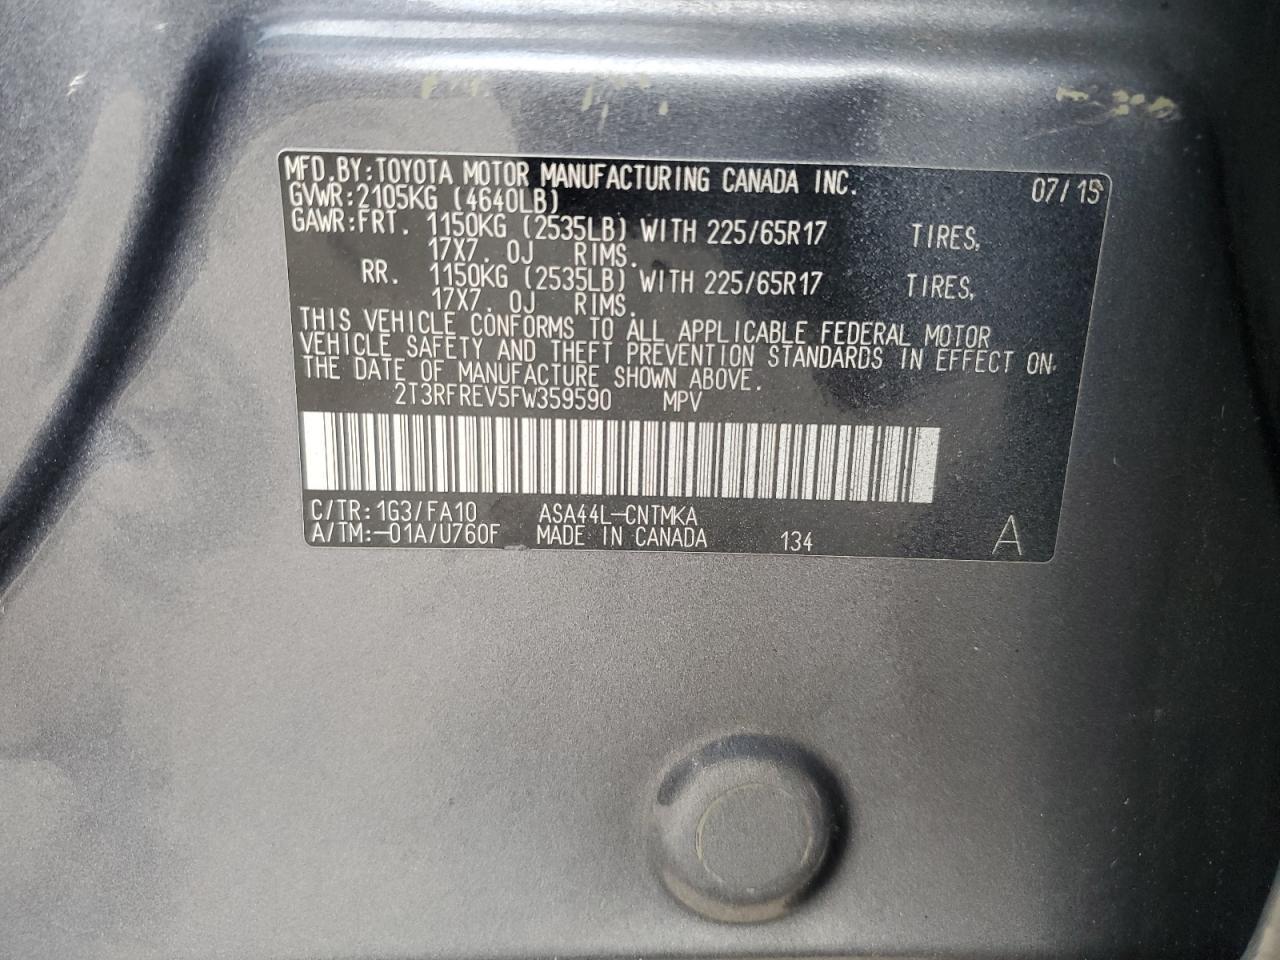 MFD.BY:TOYOTA MOTOR MANUFACTURING CANADA INC. 07/15
GVWR:2105KG (4640LB)
GAWR:FRT. 1150KG (2535LB) WITH 225/65R17 TIRES,
17X7.0J RIMS.
RR. 1150KG (2535LB) WITH 225/65R17 TIRES,
17X7.0J RIMS.
THIS VEHICLE CONFORMS TO ALL APPLICABLE FEDERAL MOTOR
VEHICLE SAFETY AND THEFT PREVENTION STANDARDS IN EFFECT ON
THE DATE OF MANUFACTURE SHOWN ABOVE.
2T3RFREV5FW359590 MPV
C/TR:1G3/FA10 ASA44L-CNTMKA
A/TM:-01A/U760F MADE IN CANADA 134 A